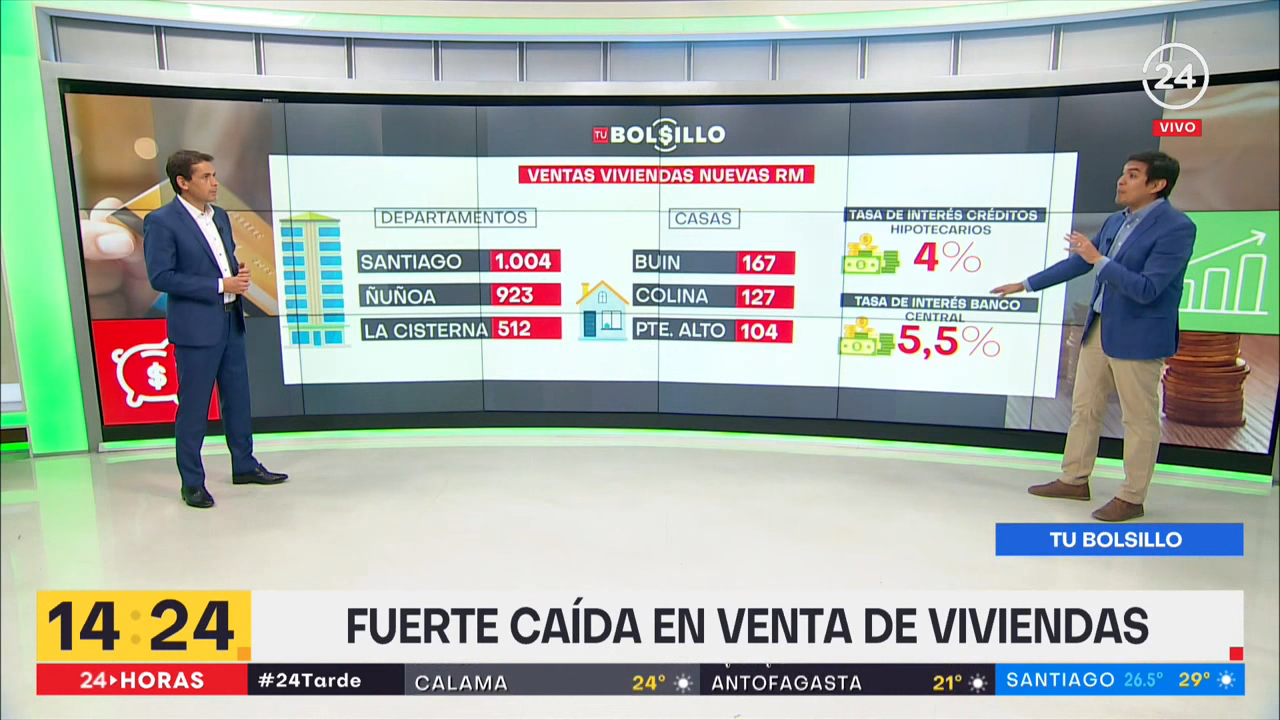 24
VIVO
TU BOLSILLO
VENTAS VIVIENDAS NUEVAS RM
DEPARTAMENTOS
SANTIAGO 1.004
ÑUÑOA 923
LA CISTERNA 512
CASAS
BUIN 167
COLINA 127
PTE. ALTO 104
TASA DE INTERÉS CRÉDITOS
HIPOTECARIOS
4%
TASA DE INTERÉS BANCO
CENTRAL
5,5%
TU BOLSILLO
14:24 FUERTE CAÍDA EN VENTA DE VIVIENDAS
24 HORAS #24Tarde CALAMA 24° ANTOFAGASTA 21° SANTIAGO 26.5° 29°